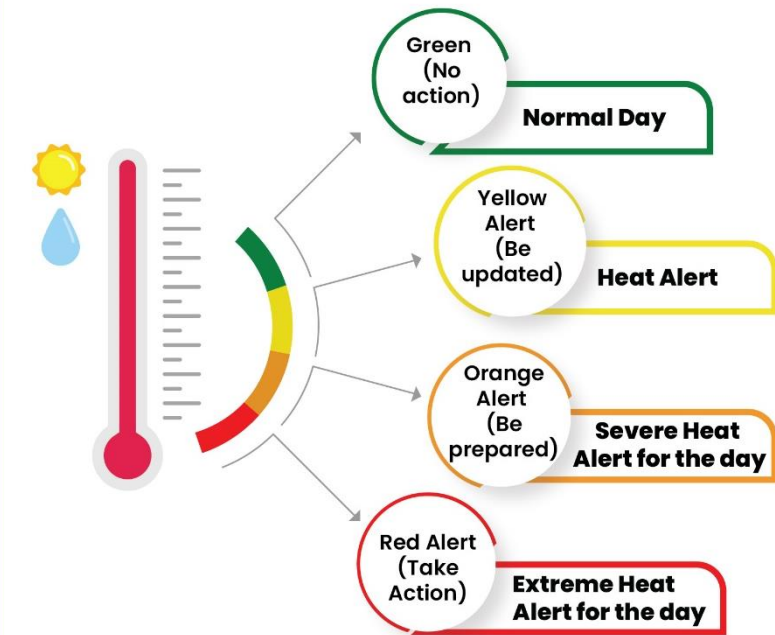 Green
(No
action)
Normal Day
Yellow
Alert
(Be
updated)
Heat Alert
Orange
Alert
(Be
prepared)
Severe Heat
Alert for the day
Red Alert
(Take
Action)
Extreme Heat
Alert for the day